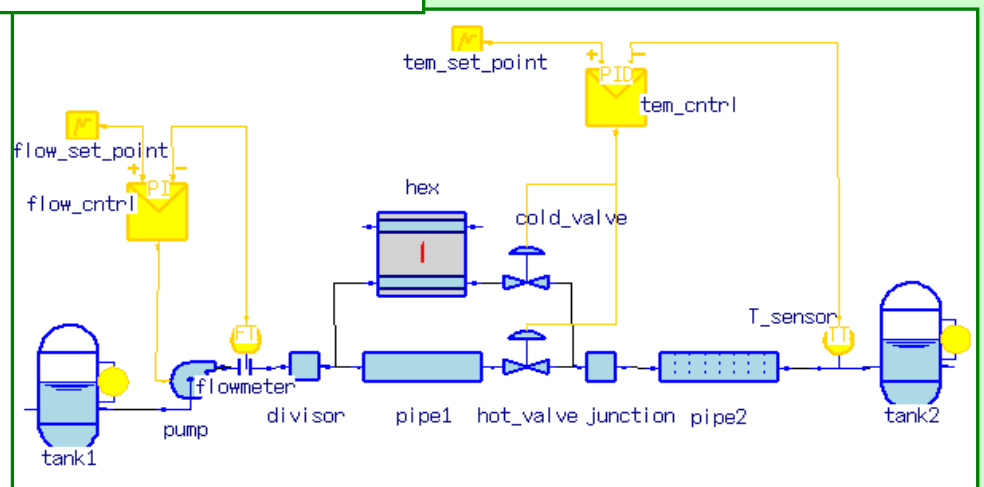 tem_set_point
PID
tem_cntrl
flow_set_point
PI
flow_cntrl
hex
cold_valve
T_sensor
FT
TT
flowmeter
divisor
pipe1
hot_valve
junction
pipe2
tank2
pump
tank1